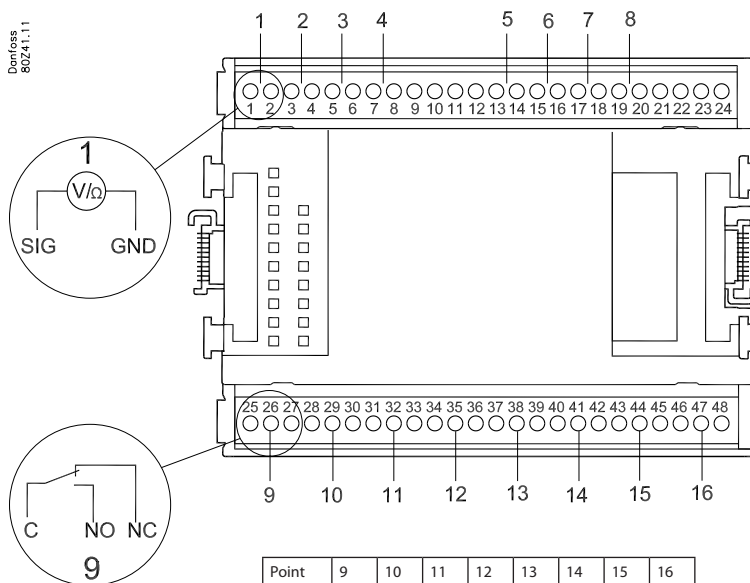 Danfoss
80Z41.11
1 2 3 4 5 6 7 8
1 2 3 4 5 6 7 8 9 10 11 12 13 14 15 16 17 18 19 20 21 22 23 24
1
V/Ω
SIG GND
25 26 27 28 29 30 31 32 33 34 35 36 37 38 39 40 41 42 43 44 45 46 47 48
9 10 11 12 13 14 15 16
C NO NC
9
Point 9 10 11 12 13 14 15 16